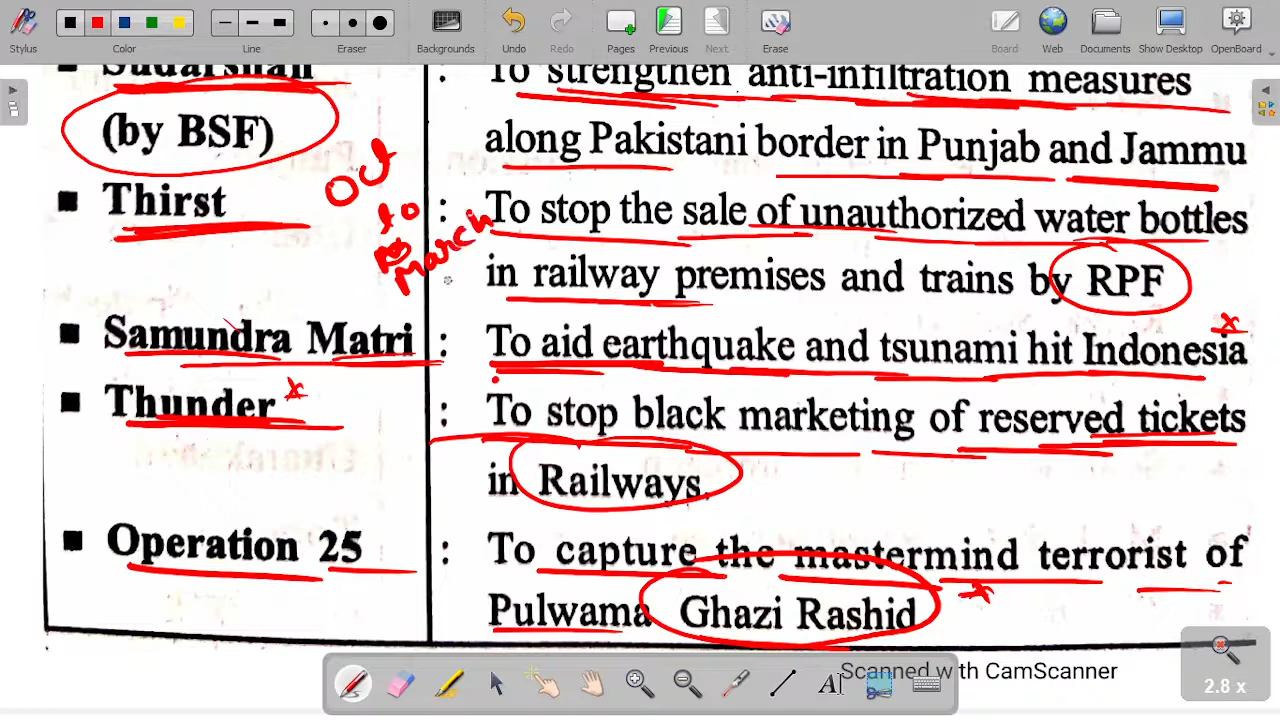 Stylus
Color
Line
Eraser
Backgrounds
Undo
Redo
Pages
Previous
Next
Erase
Board
Web
Documents
Show Desktop
OpenBoard
Sudarshan : To strengthen anti-infiltration measures
(by BSF) along Pakistani border in Punjab and Jammu
Thirst : To stop the sale of unauthorized water bottles
in railway premises and trains by RPF
to
March
Samundra Matri : To aid earthquake and tsunami hit Indonesia
Thunder : To stop black marketing of reserved tickets
in Railways.
Operation 25 : To capture the mastermind terrorist of
Pulwama Ghazi Rashid
Scanned with CamScanner
2.8 x